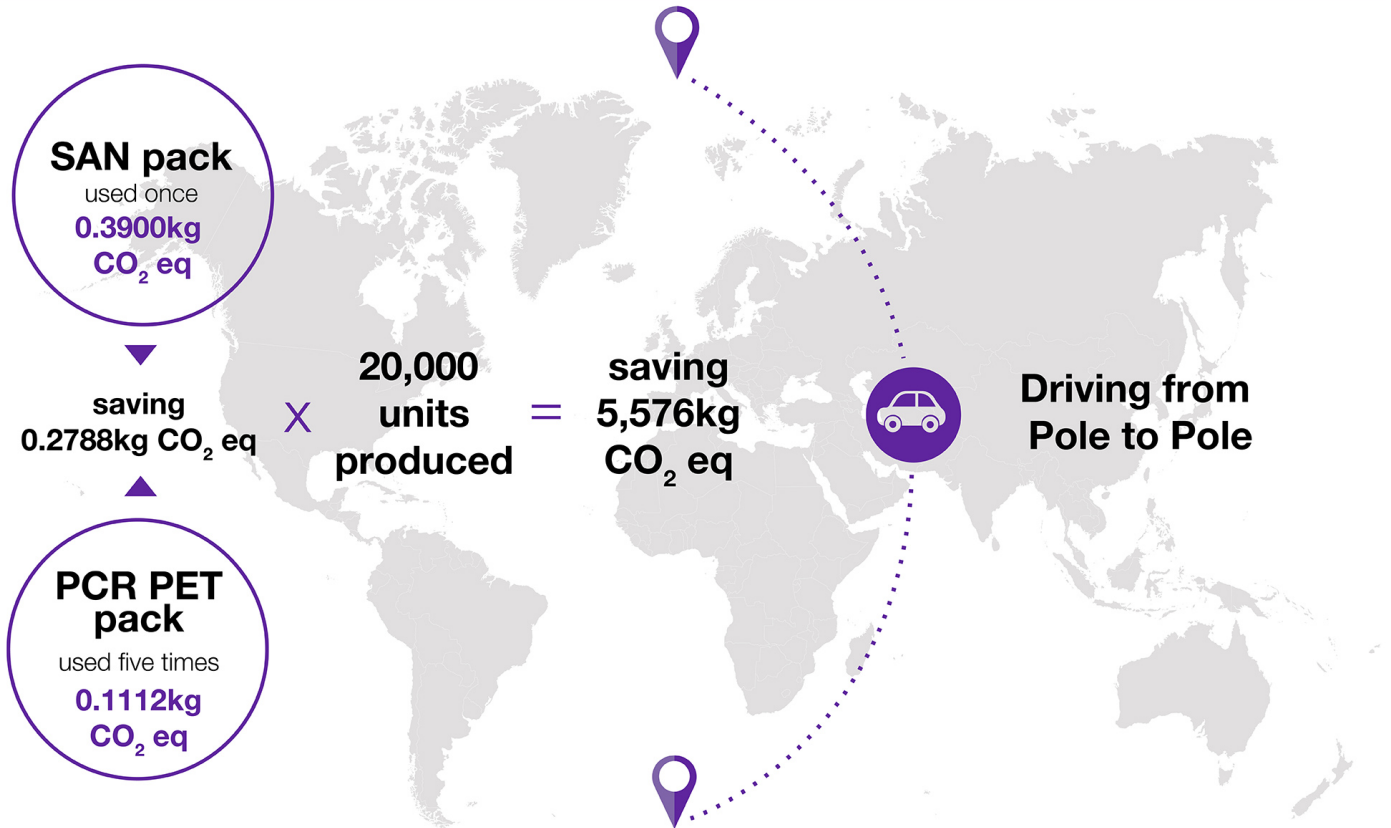 SAN pack
used once
0.3900kg
CO₂ eq
saving
0.2788kg CO₂ eq
PCR PET
pack
used five times
0.1112kg
CO₂ eq
X
20,000
units
produced
=
saving
5,576kg
CO₂ eq
Driving from
Pole to Pole